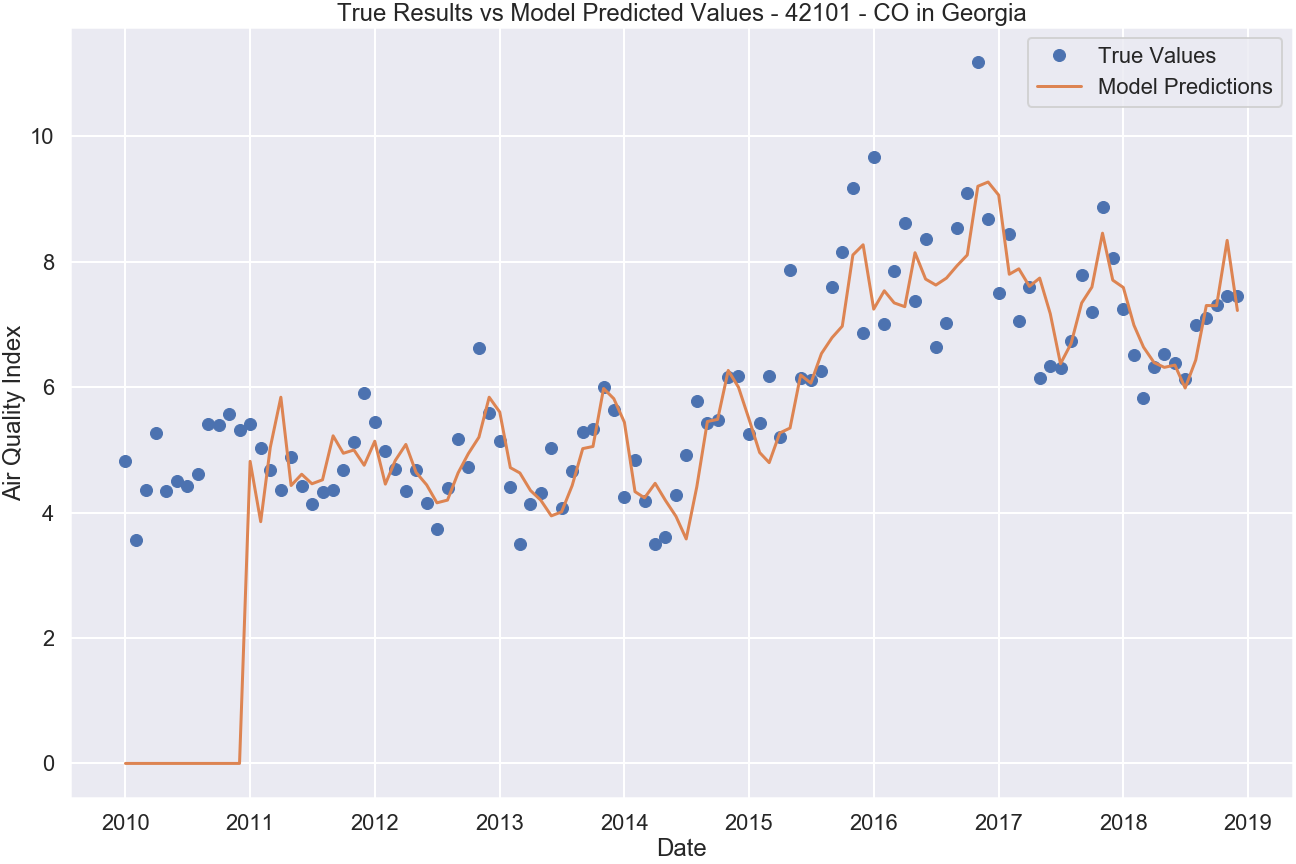 True Results vs Model Predicted Values - 42101 - CO in Georgia
True Values
Model Predictions
Air Quality Index
10
8
6
4
2
0
2010 2011 2012 2013 2014 2015 2016 2017 2018 2019
Date